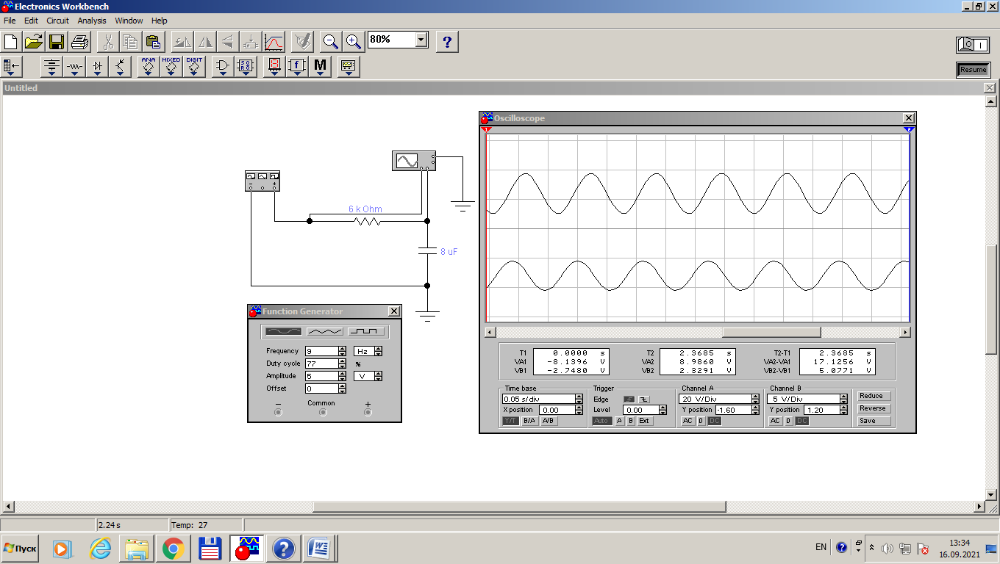 Electronics Workbench
File Edit Circuit Analysis Window Help
80%
?
I
ANA MIXED DIGIT
f M
Resume
Untitled
Oscilloscope
1 2
6 k Ohm
8 uF
Function Generator
Frequency 9 Hz
Duty cycle 77 %
Amplitude 5 V
Offset 0
− Common +
T1 0.0000 s T2 2.3685 s T2-T1 2.3685 s
VA1 -8.1396 V VA2 8.9860 V VA2-VA1 17.1256 V
VB1 -2.7480 V VB2 2.3291 V VB2-VB1 5.0771 V
Time base Trigger Channel A Channel B Reduce
0.05 s/div Edge 20 V/Div 5 V/Div Reverse
X position 0.00 Level 0.00 Y position -1.60 Y position 1.20
Y/T B/A A/B Auto A B Ext AC 0 DC AC 0 DC Save
2.24 s Temp: 27
Пуск EN 13:34
16.09.2021